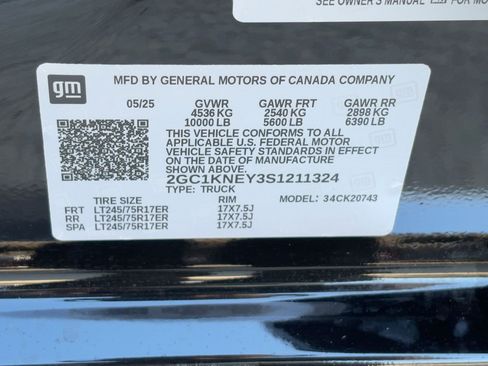 SEE OWNER'S MANUAL
FOR MO
gm
MFD BY GENERAL MOTORS OF CANADA COMPANY
05/25 GVWR GAWR FRT GAWR RR
4536 KG 2540 KG 2898 KG
10000 LB 5600 LB 6390 LB
THIS VEHICLE CONFORMS TO ALL
APPLICABLE U.S. FEDERAL MOTOR
VEHICLE SAFETY STANDARDS IN EFFECT
ON THE DATE OF MANUFACTURE
SHOWN ABOVE.
2GC1KNEY3S1211324
TYPE: TRUCK
TIRE SIZE RIM MODEL: 34CK20743
FRT LT245/75R17ER 17X7.5J
RR LT245/75R17ER 17X7.5J
SPA LT245/75R17ER 17X7.5J